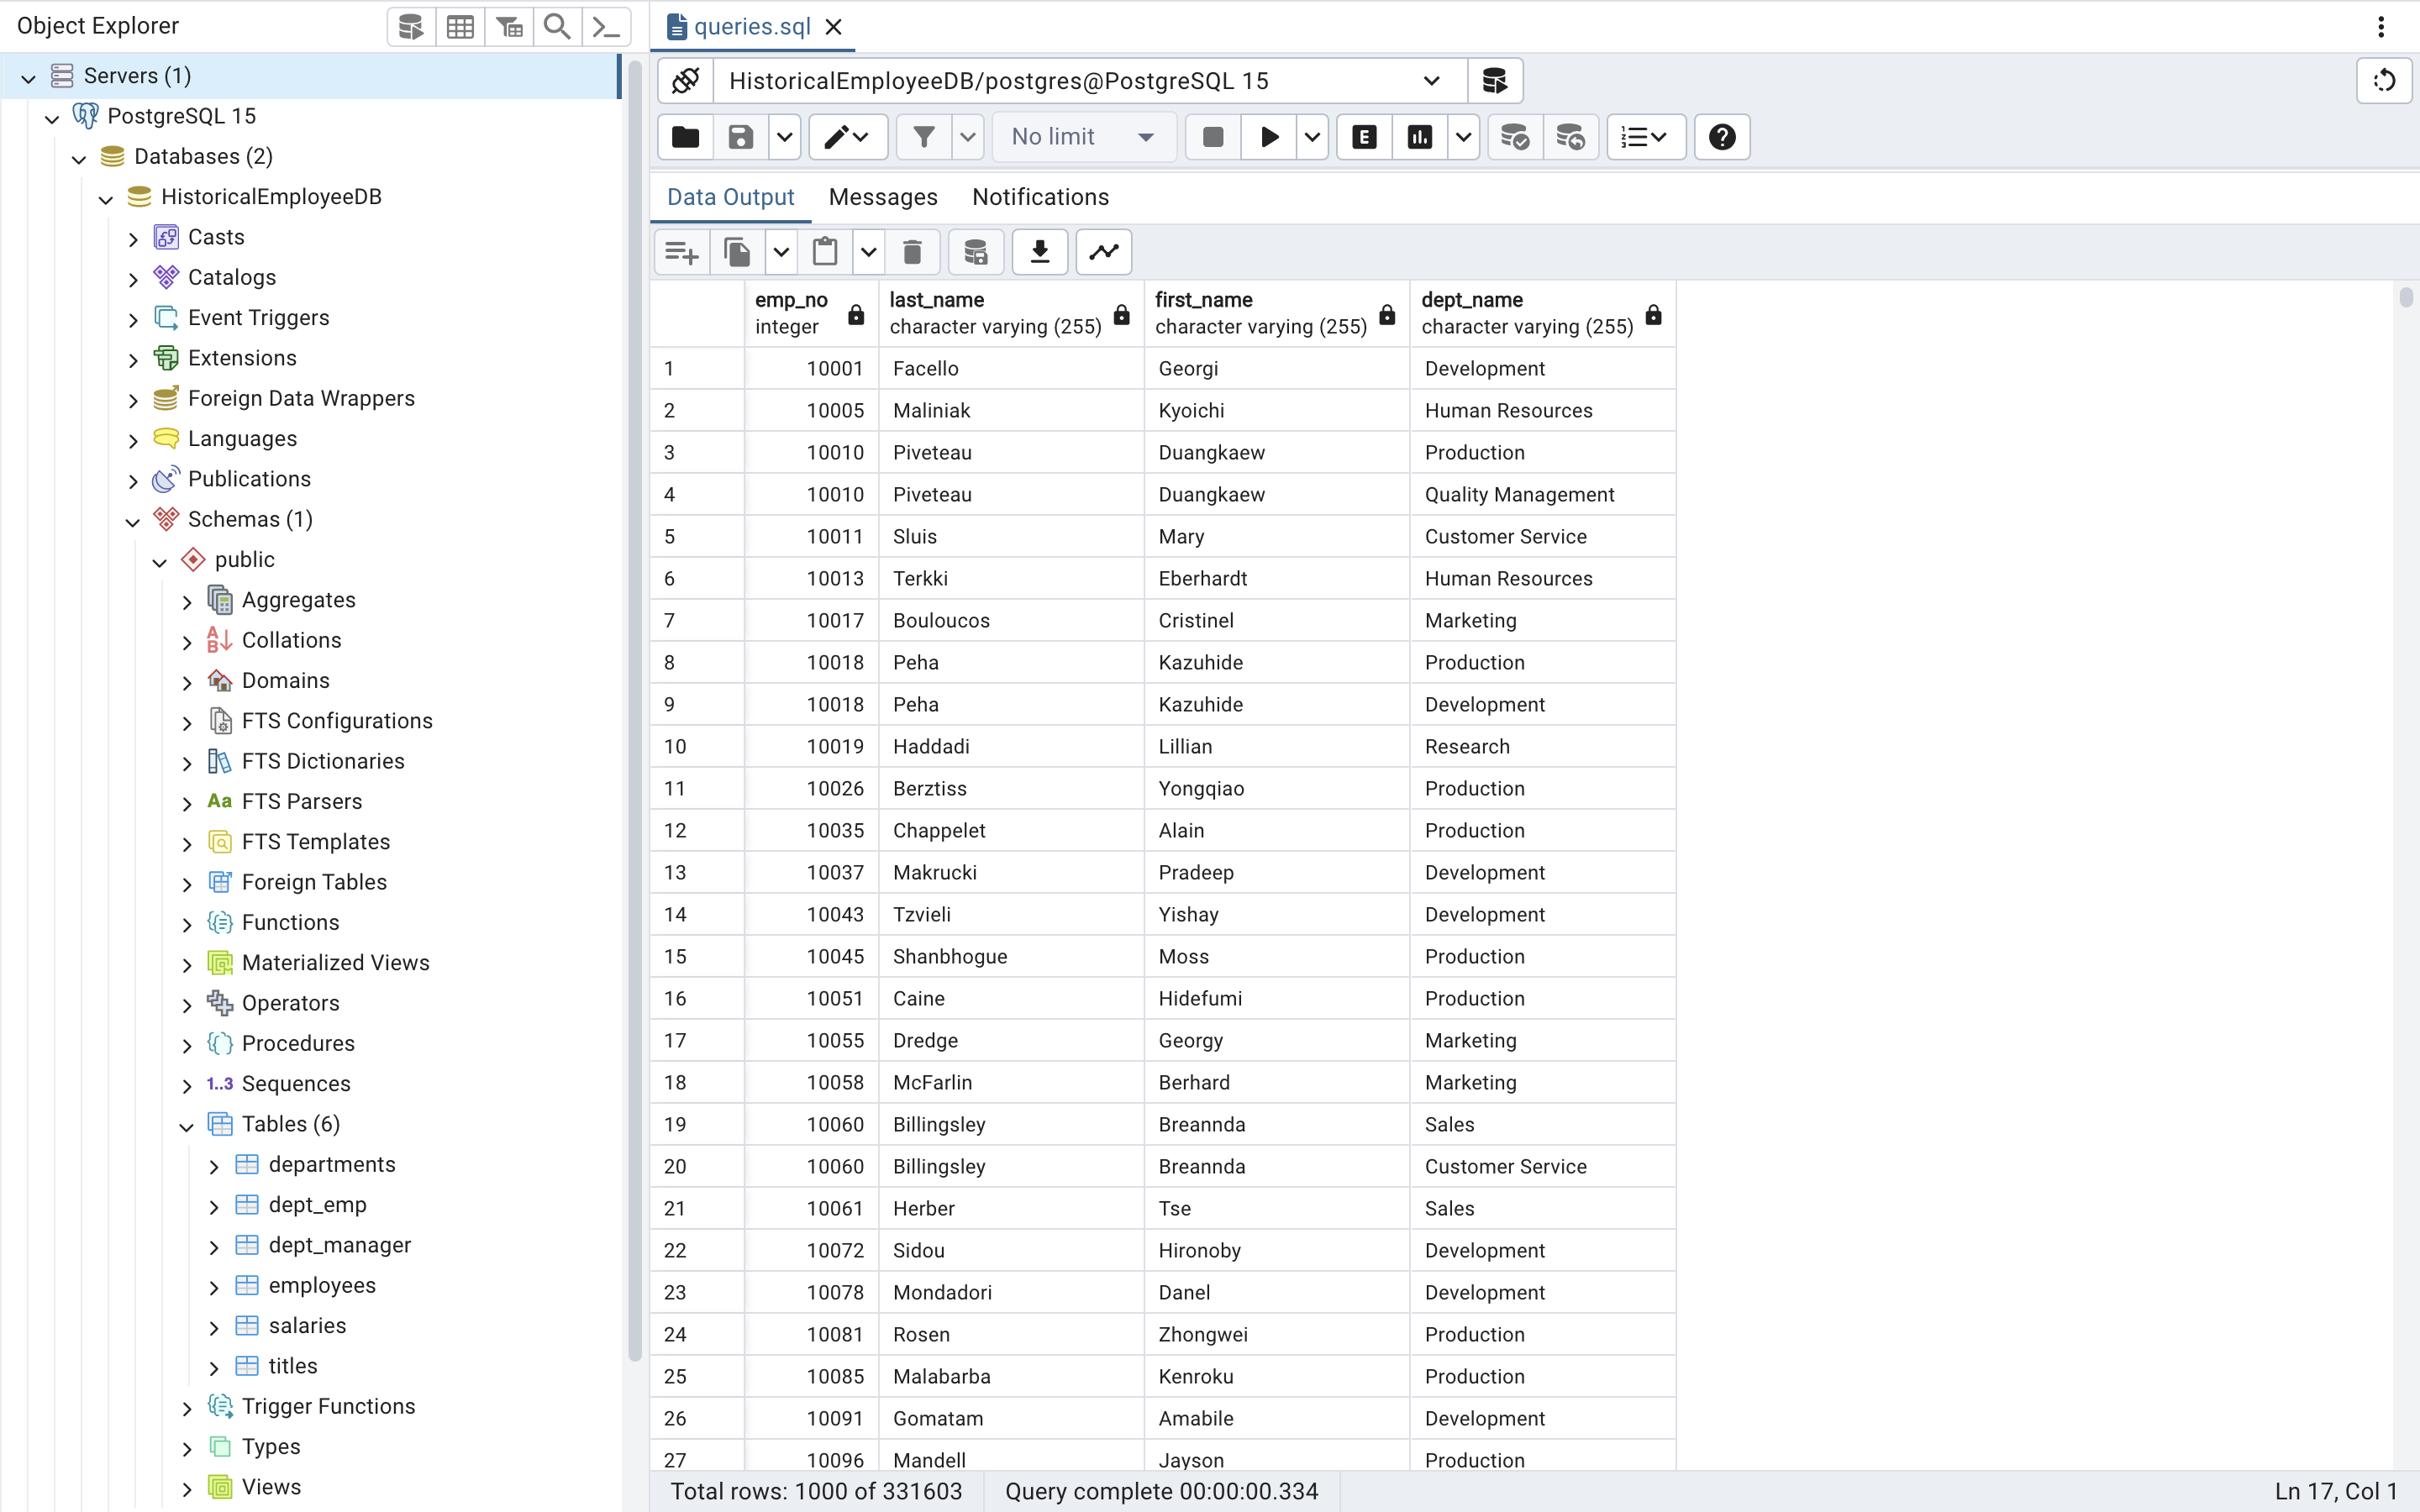 Object Explorer
Servers (1)
PostgreSQL 15
Databases (2)
HistoricalEmployeeDB
Casts
Catalogs
Event Triggers
Extensions
Foreign Data Wrappers
Languages
Publications
Schemas (1)
public
Aggregates
Collations
Domains
FTS Configurations
FTS Dictionaries
Aa FTS Parsers
FTS Templates
Foreign Tables
Functions
Materialized Views
Operators
Procedures
1..3 Sequences
Tables (6)
departments
dept_emp
dept_manager
employees
salaries
titles
Trigger Functions
Types
Views
queries.sql
HistoricalEmployeeDB/postgres@PostgreSQL 15
No limit
E
Data Output Messages Notifications
emp_no last_name first_name dept_name
integer character varying (255) character varying (255) character varying (255)
1 10001 Facello Georgi Development
2 10005 Maliniak Kyoichi Human Resources
3 10010 Piveteau Duangkaew Production
4 10010 Piveteau Duangkaew Quality Management
5 10011 Sluis Mary Customer Service
6 10013 Terkki Eberhardt Human Resources
7 10017 Bouloucos Cristinel Marketing
8 10018 Peha Kazuhide Production
9 10018 Peha Kazuhide Development
10 10019 Haddadi Lillian Research
11 10026 Berztiss Yongqiao Production
12 10035 Chappelet Alain Production
13 10037 Makrucki Pradeep Development
14 10043 Tzvieli Yishay Development
15 10045 Shanbhogue Moss Production
16 10051 Caine Hidefumi Production
17 10055 Dredge Georgy Marketing
18 10058 McFarlin Berhard Marketing
19 10060 Billingsley Breannda Sales
20 10060 Billingsley Breannda Customer Service
21 10061 Herber Tse Sales
22 10072 Sidou Hironoby Development
23 10078 Mondadori Danel Development
24 10081 Rosen Zhongwei Production
25 10085 Malabarba Kenroku Production
26 10091 Gomatam Amabile Development
27 10096 Mandell Jayson Production
Total rows: 1000 of 331603 Query complete 00:00:00.334 Ln 17, Col 1